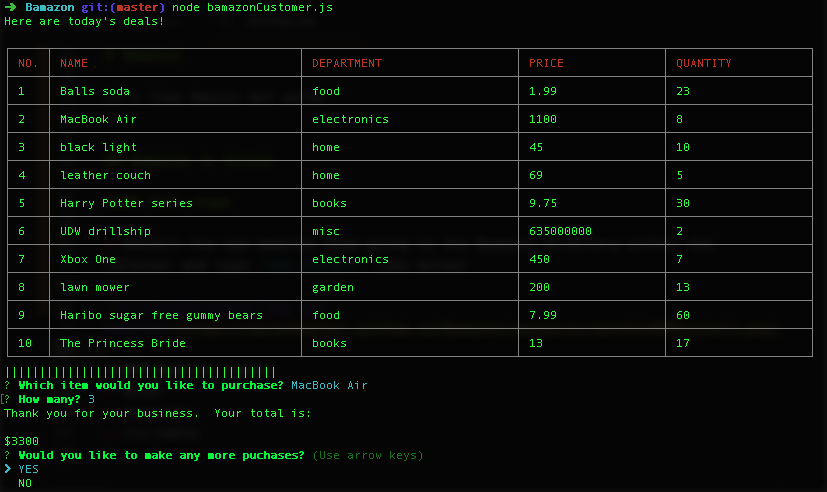 ➜ Bamazon git:(master) node bamazonCustomer.js
Here are today's deals!
NO. NAME DEPARTMENT PRICE QUANTITY
1 Balls soda food 1.99 23
2 MacBook Air electronics 1100 8
3 black light home 45 10
4 leather couch home 69 5
5 Harry Potter series books 9.75 30
6 UDW drillship misc 635000000 2
7 Xbox One electronics 450 7
8 lawn mower garden 200 13
9 Haribo sugar free gummy bears food 7.99 60
10 The Princess Bride books 13 17
|||||||||||||||||||||||||||||||||||||||
? Which item would you like to purchase? MacBook Air
[? How many? 3
Thank you for your business.  Your total is:
$3300
? Would you like to make any more puchases? (Use arrow keys)
❯ YES
NO